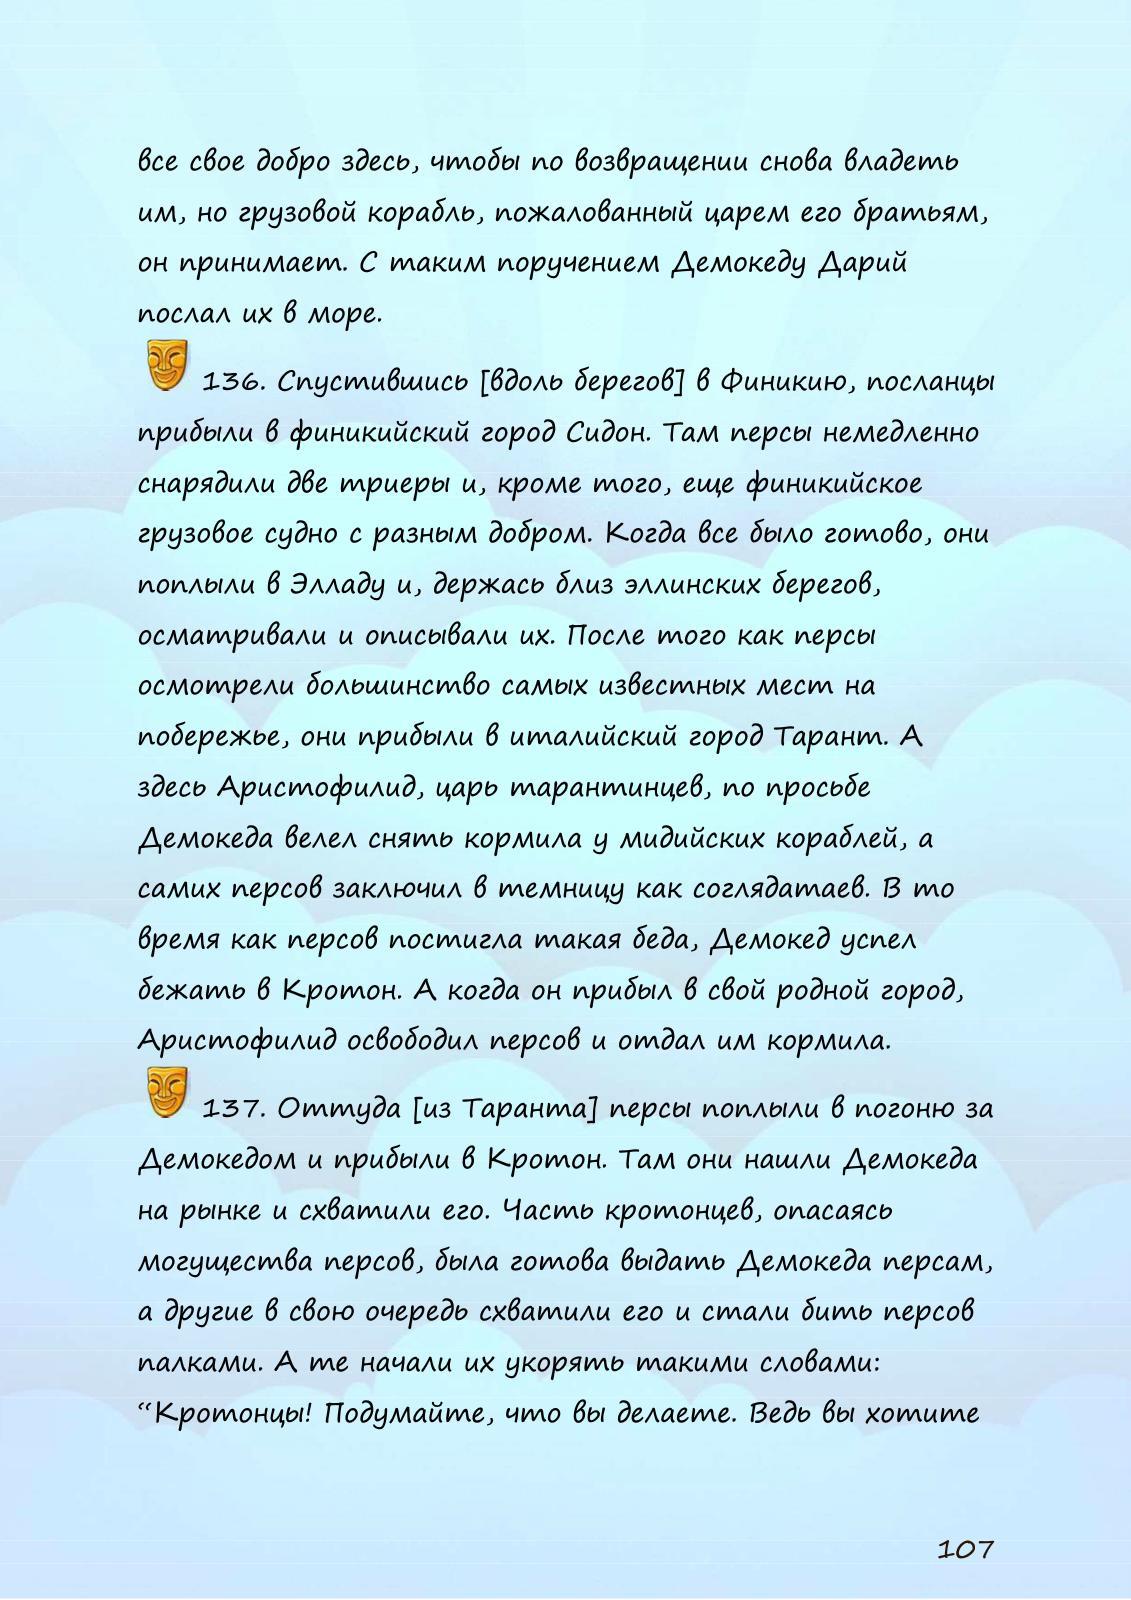 все свое добро здесь, чтобы по возвращении снова владеть
им, но грузовой корабль, пожалованный царем его братьям,
он принимает. С таким поручением Демокеду Дарий
послал их в море.
136. Спустившись [вдоль берегов] в Финикию, посланцы
прибыли в финикийский город Сидон. Там персы немедленно
снарядили две триеры и, кроме того, еще финикийское
грузовое судно с разным добром. Когда все было готово, они
поплыли в Элладу и, держась близ эллинских берегов,
осматривали и описывали их. После того как персы
осмотрели большинство самых известных мест на
побережье, они прибыли в италийский город Тарант. А
здесь Аристофилид, царь тарантинцев, по просьбе
Демокеда велел снять кормила у мидийских кораблей, а
самих персов заключил в темницу как соглядатаев. В то
время как персов постигла такая беда, Демокед успел
бежать в Кротон. А когда он прибыл в свой родной город,
Аристофилид освободил персов и отдал им кормила.
137. Оттуда [из Таранта] персы поплыли в погоню за
Демокедом и прибыли в Кротон. Там они нашли Демокеда
на рынке и схватили его. Часть кротонцев, опасаясь
могущества персов, была готова выдать Демокеда персам,
а другие в свою очередь схватили его и стали бить персов
палками. А те начали их укорять такими словами:
“Кротонцы! Подумайте, что вы делаете. Ведь вы хотите
107